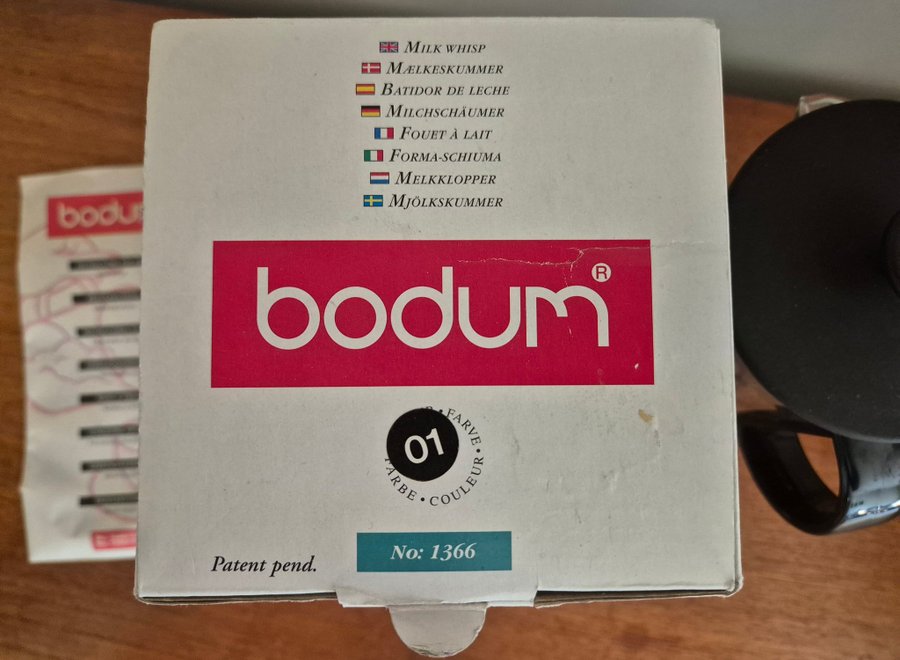 MILK WHISP
MÆLKESKUMMER
BATIDOR DE LECHE
MILCHSCHÄUMER
FOUET À LAIT
FORMA-SCHIUMA
MELKKLOPPER
MJÖLKSKUMMER
bodum®
01
FARVE • COULEUR • FARBE
Patent pend.
No: 1366
bodum